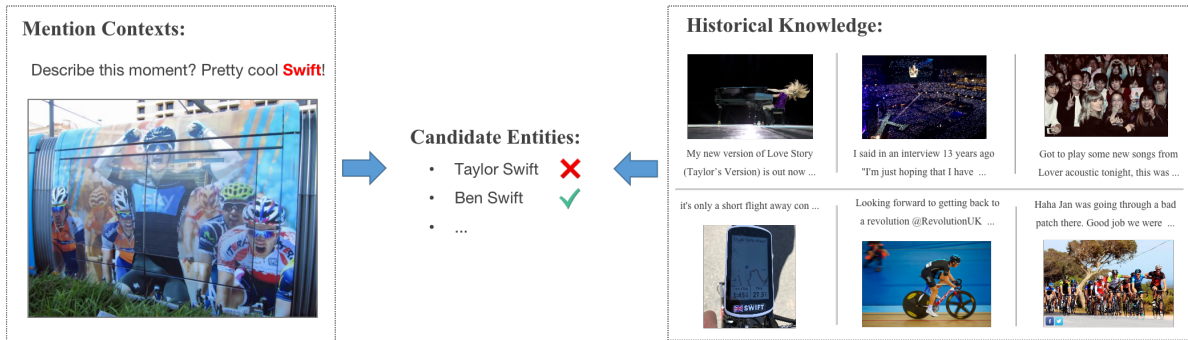 Mention Contexts:
Describe this moment? Pretty cool Swift!
sky
Candidate Entities:
• Taylor Swift
• Ben Swift
• ...
Historical Knowledge:
My new version of Love Story
(Taylor's Version) is out now ...
I said in an interview 13 years ago
"I'm just hoping that I have ...
Got to play some new songs from
Lover acoustic tonight, this was ...
it's only a short flight away con ...
Looking forward to getting back to
a revolution @RevolutionUK ...
Haha Jan was going through a bad
patch there. Good job we were ...
SWIFT